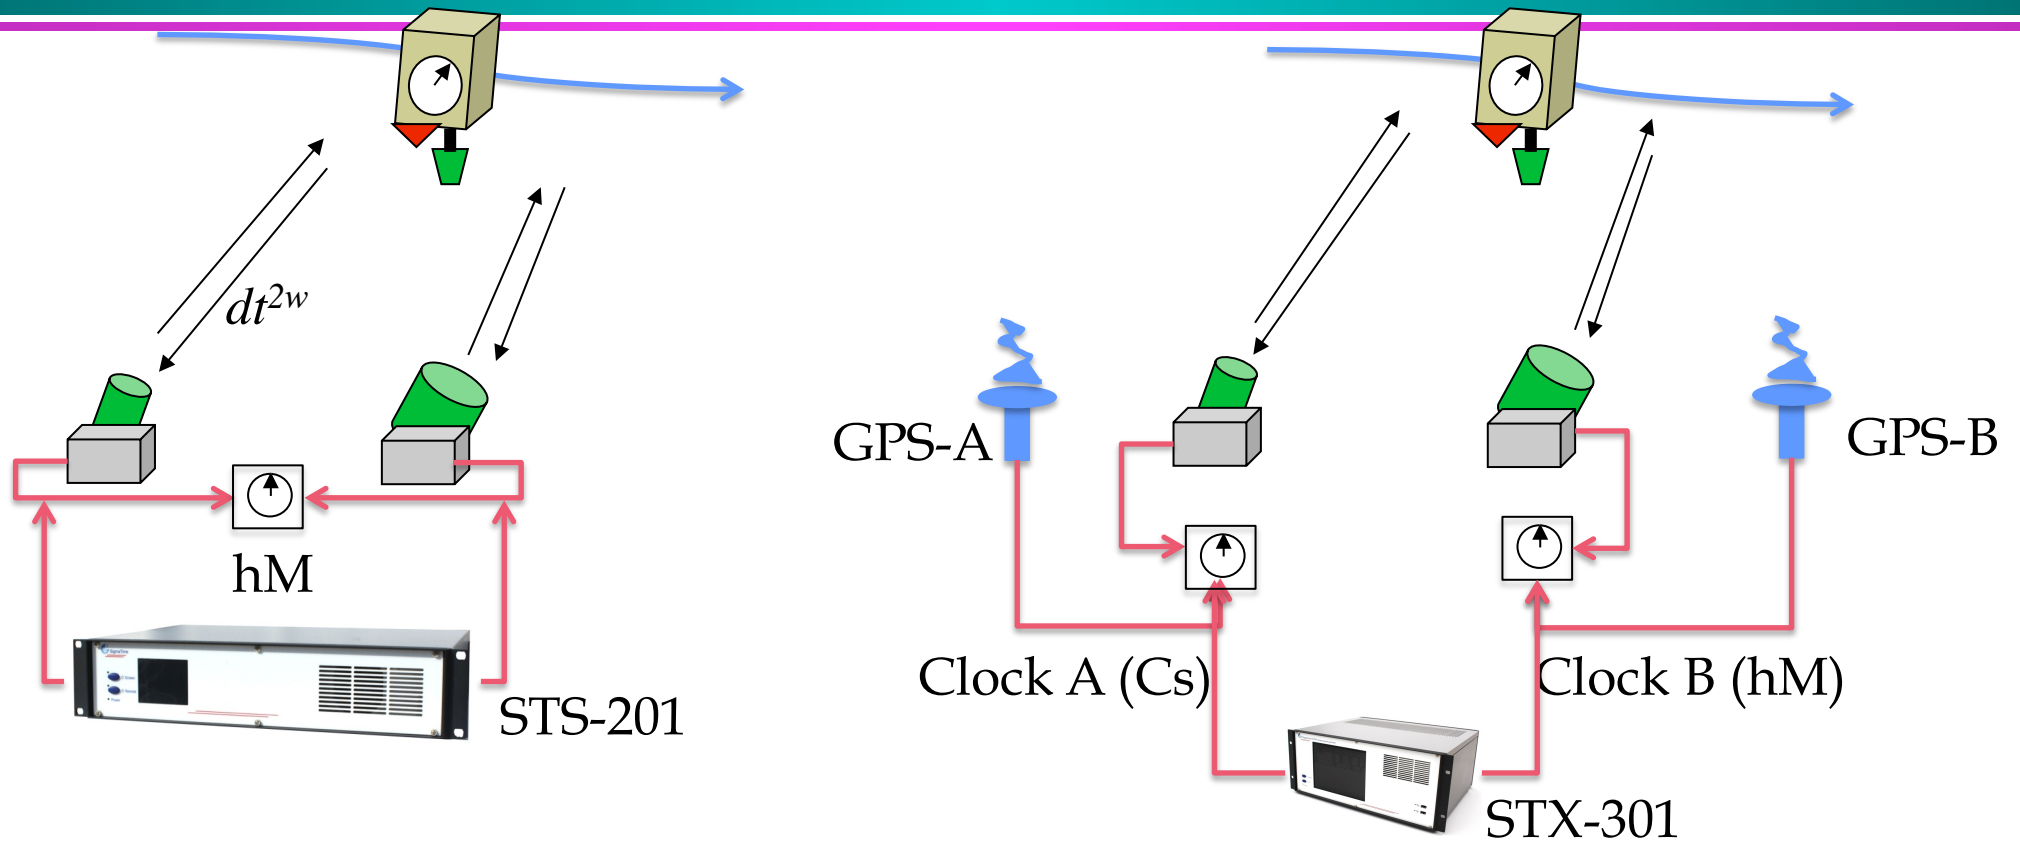 dt²ʷ
hM
STS-201
GPS-A
GPS-B
Clock A (Cs)
Clock B (hM)
STX-301